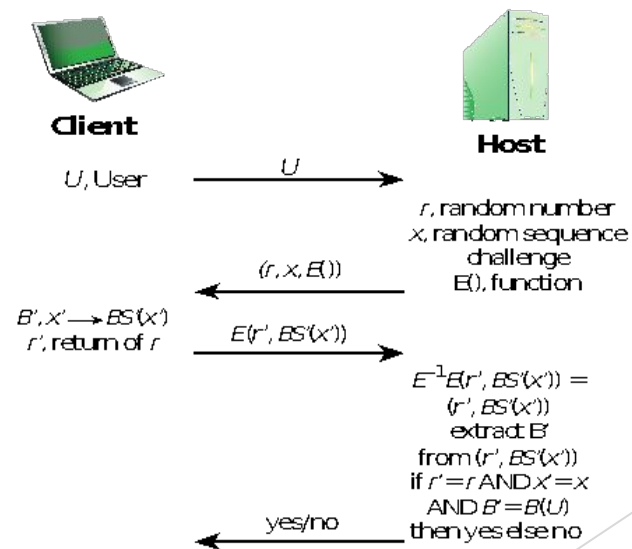 Client
Host
U, User
U
r, random number
x, random sequence
challenge
E(), function
(r, x, E())
B', x' → BS'(x')
r', return of r
E(r', BS'(x'))
E⁻¹E(r', BS'(x')) =
(r', BS'(x'))
extract B'
from (r', BS'(x'))
if r' = r AND x' = x
AND B' = B(U)
then yes else no
yes/no